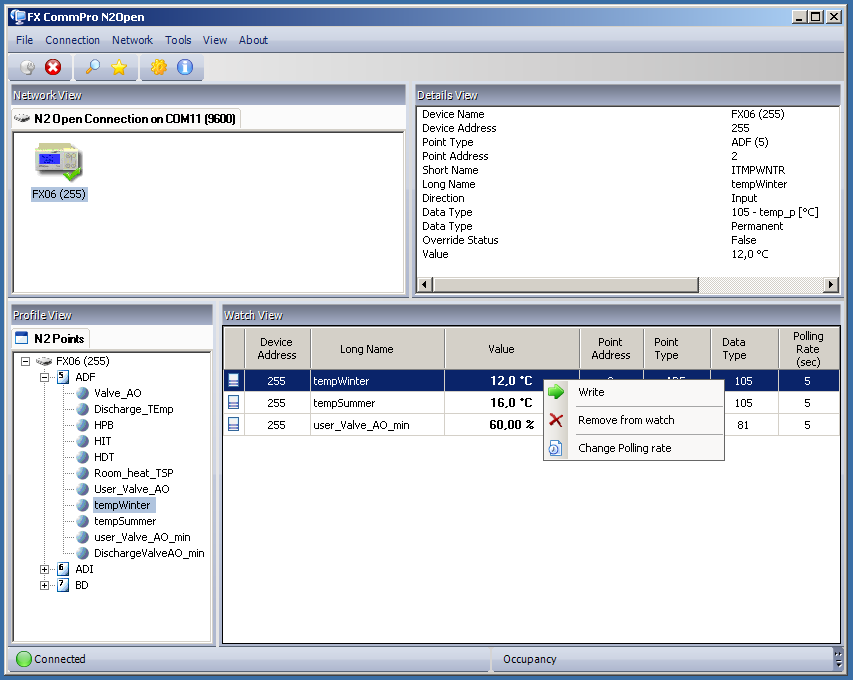 FX CommPro N2Open
File Connection Network Tools View About
Network View
N2 Open Connection on COM11 (9600)
FX06 (255)
Details View
Device Name FX06 (255)
Device Address 255
Point Type ADF (5)
Point Address 2
Short Name ITMPWNTR
Long Name tempWinter
Direction Input
Data Type 105 - temp_p [°C]
Data Type Permanent
Override Status False
Value 12,0 °C
Profile View
N2 Points
FX06 (255)
5 ADF
Valve_AO
Discharge_TEmp
HPB
HIT
HDT
Room_heat_TSP
User_Valve_AO
tempWinter
tempSummer
user_Valve_AO_min
DischargeValveAO_min
6 ADI
7 BD
Watch View
Device Address Long Name Value Point Address Point Type Data Type Polling Rate (sec)
255 tempWinter 12,0 °C 105 5
255 tempSummer 16,0 °C 105 5
255 user_Valve_AO_min 60,00 % 81 5
Write
Remove from watch
Change Polling rate
Connected
Occupancy